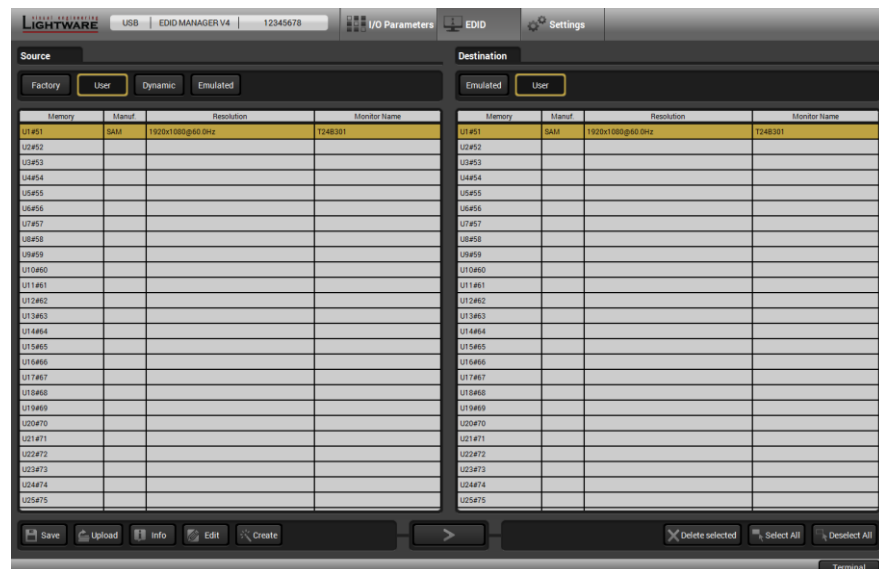 visual engineering
LIGHTWARE USB EDID MANAGER V4 12345678 I/O Parameters EDID Settings
Source Destination
Factory User Dynamic Emulated Emulated User
Memory Manuf. Resolution Monitor Name Memory Manuf. Resolution Monitor Name
U1#51 SAM 1920x1080@60.0Hz T24B301 U1#51 SAM 1920x1080@60.0Hz T24B301
U2#52 U2#52
U3#53 U3#53
U4#54 U4#54
U5#55 U5#55
U6#56 U6#56
U7#57 U7#57
U8#58 U8#58
U9#59 U9#59
U10#60 U10#60
U11#61 U11#61
U12#62 U12#62
U13#63 U13#63
U14#64 U14#64
U15#65 U15#65
U16#66 U16#66
U17#67 U17#67
U18#68 U18#68
U19#69 U19#69
U20#70 U20#70
U21#71 U21#71
U22#72 U22#72
U23#73 U23#73
U24#74 U24#74
U25#75 U25#75
Save Upload Info Edit Create > Delete selected Select All Deselect All
Terminal